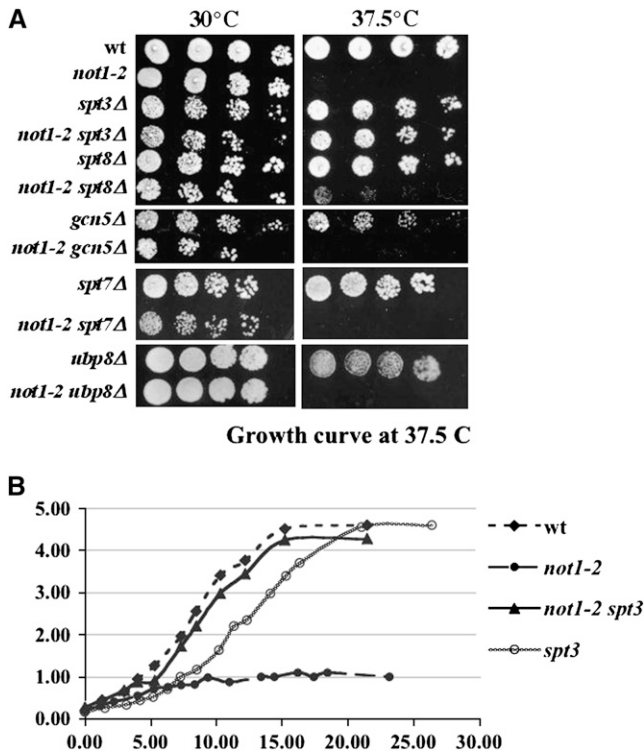 A
30°C 37.5°C
wt
not1-2
spt3Δ
not1-2 spt3Δ
spt8Δ
not1-2 spt8Δ
gcn5Δ
not1-2 gcn5Δ
spt7Δ
not1-2 spt7Δ
ubp8Δ
not1-2 ubp8Δ
Growth curve at 37.5 C
B
5.00
4.00
3.00
2.00
1.00
0.00
0.00 5.00 10.00 15.00 20.00 25.00 30.00
wt
not1-2
not1-2 spt3
spt3